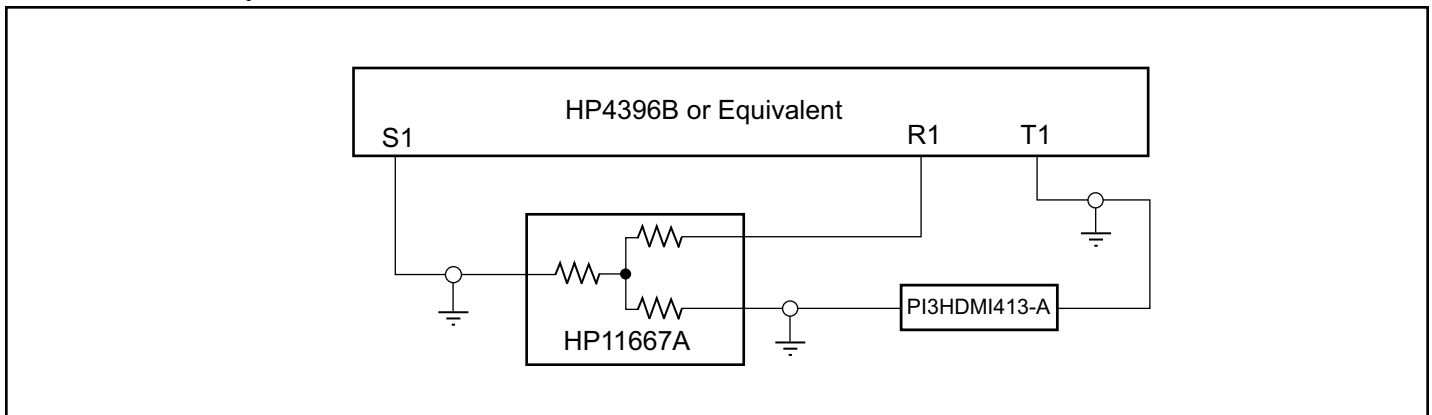 HP4396B or Equivalent
S1
R1
T1
PI3HDMI413-A
HP11667A